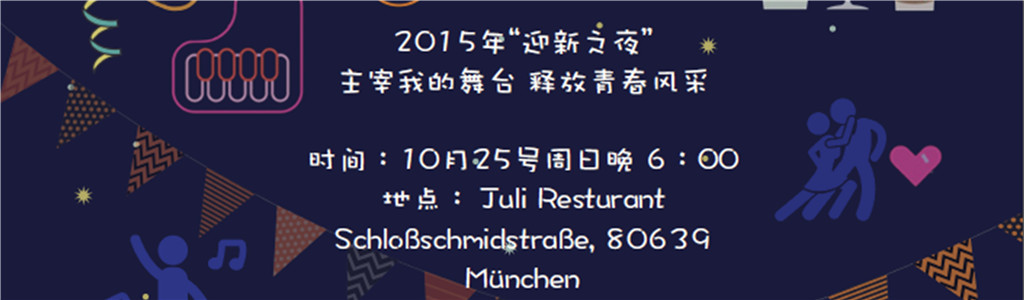 2015年“迎新之夜”
主宰我的舞台 释放青春风采
时间：10月25号周日晚 6：00
地点： Juli Resturant
Schloßschmidstraße, 80639
München